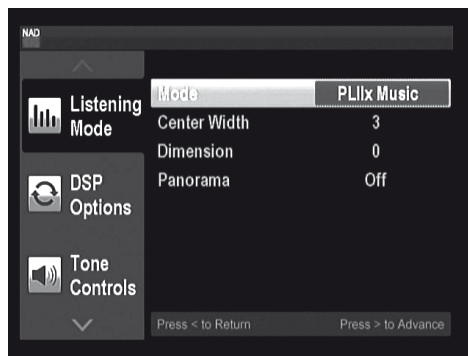 NAD
Listening
Mode
DSP
Options
Tone
Controls
Mode PLIIx Music
Center Width 3
Dimension 0
Panorama Off
Press < to Return Press > to Advance